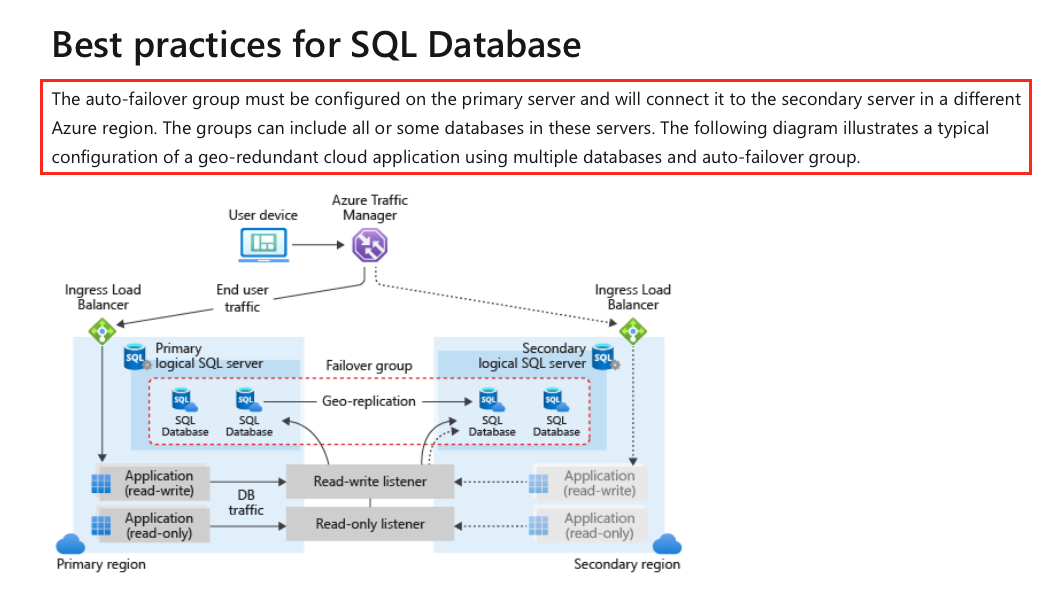 Best practices for SQL Database
The auto-failover group must be configured on the primary server and will connect it to the secondary server in a different
Azure region. The groups can include all or some databases in these servers. The following diagram illustrates a typical
configuration of a geo-redundant cloud application using multiple databases and auto-failover group.
Azure Traffic
Manager
User device
Ingress Load
Balancer
End user
traffic
Ingress Load
Balancer
SQL
Primary
logical SQL server
Failover group
Secondary
logical SQL server
SQL
SQL
SQL
Database
SQL
SQL
Database
Geo-replication
SQL
SQL
Database
SQL
SQL
Database
Application
(read-write)
DB
traffic
Read-write listener
Application
(read-write)
Application
(read-only)
Read-only listener
Application
(read-only)
Primary region
Secondary region